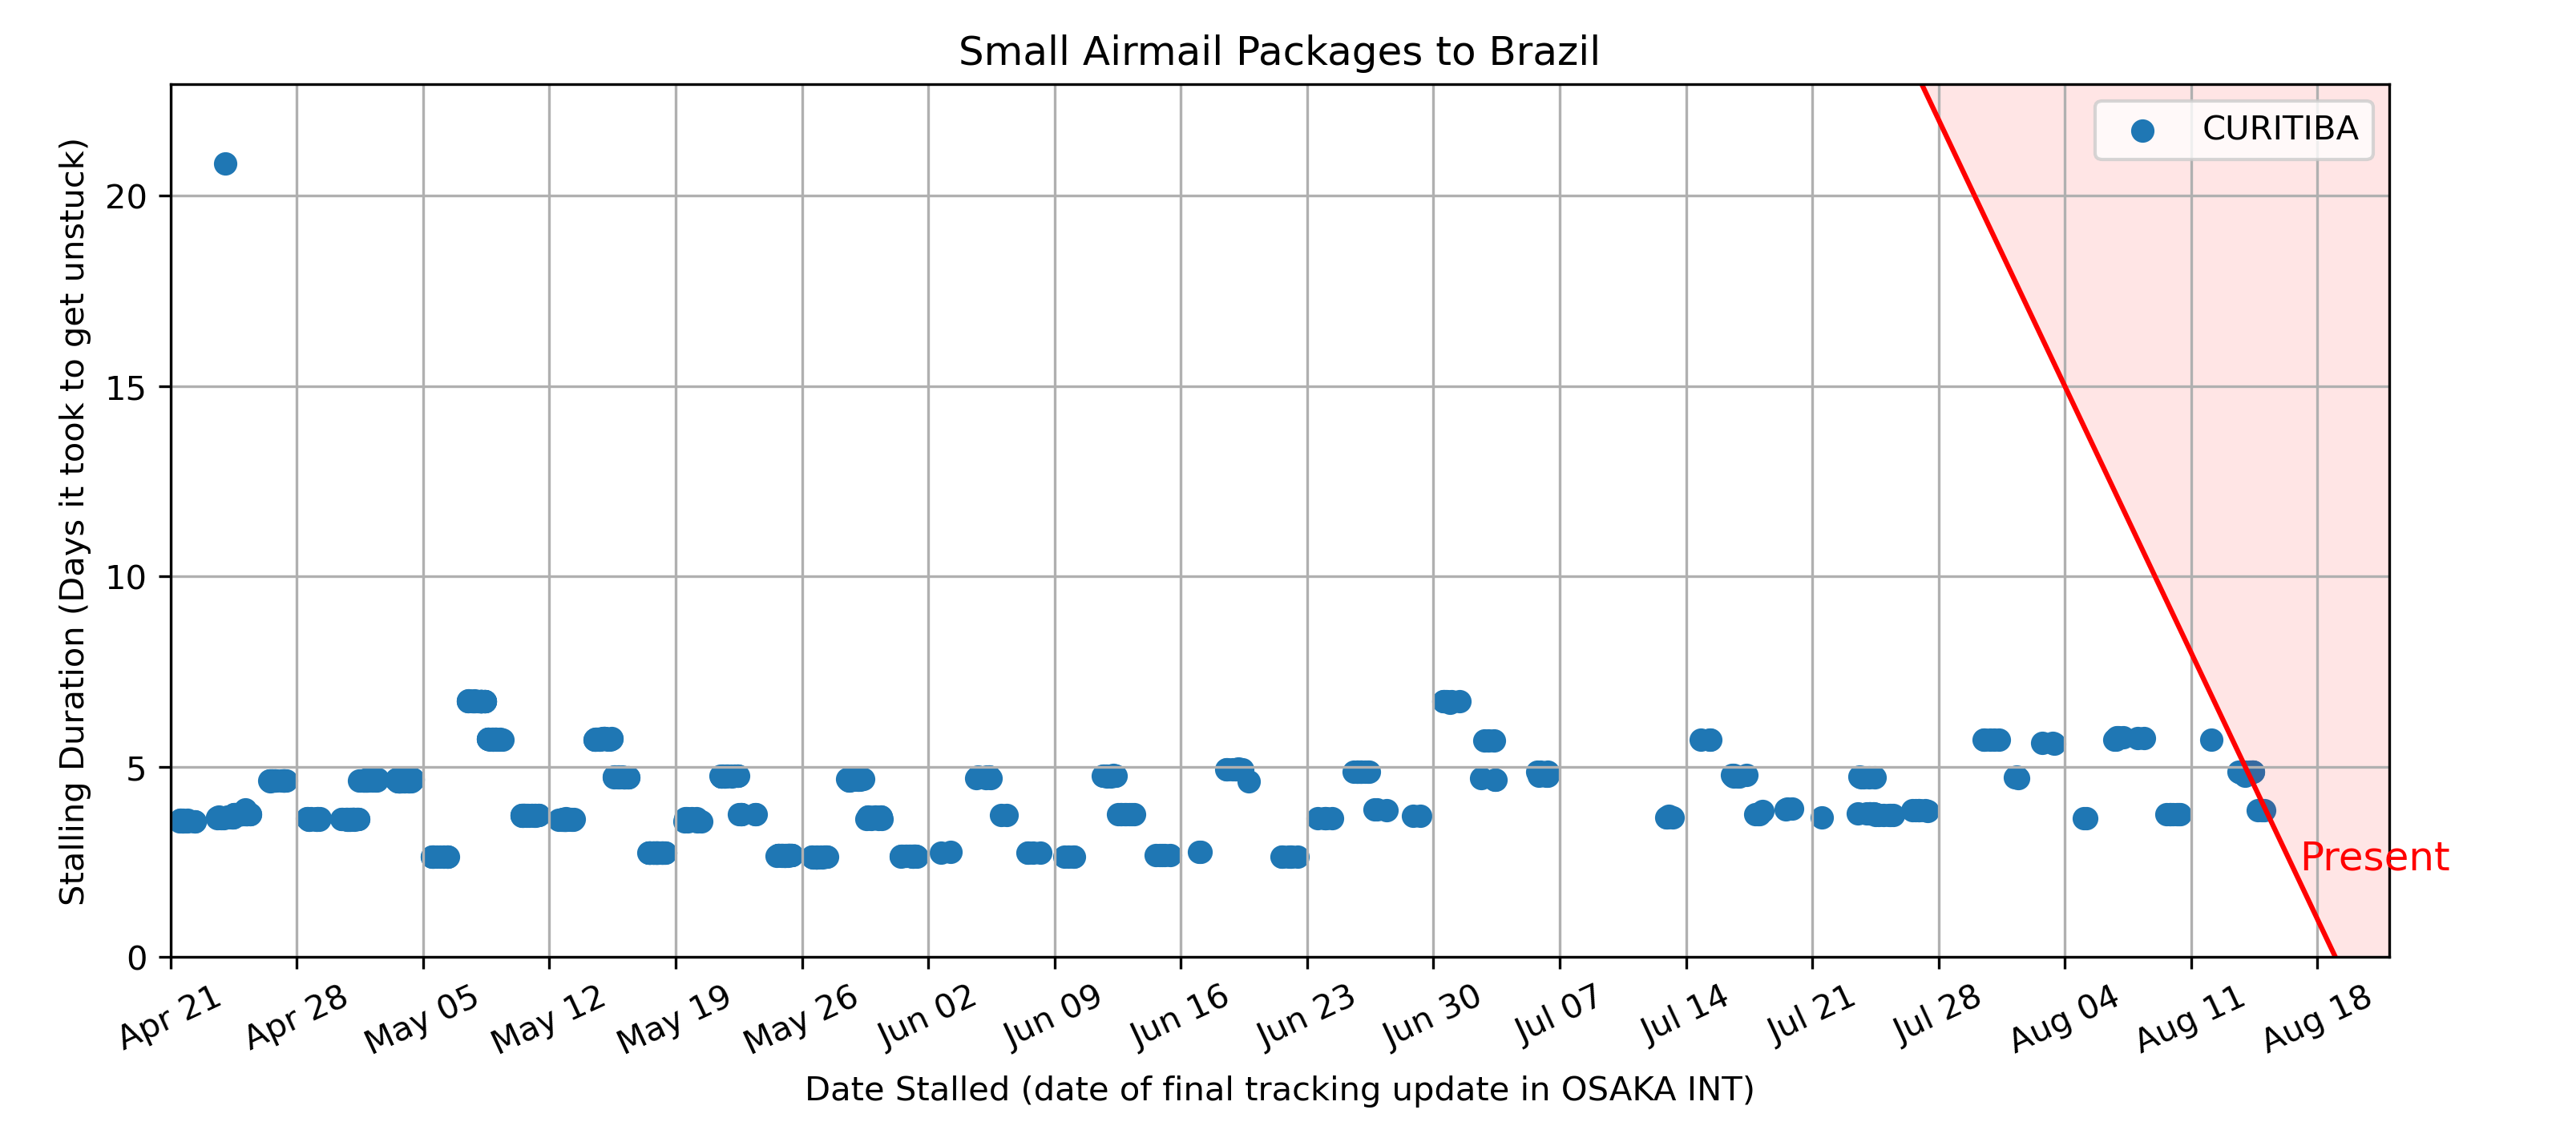 Small Airmail Packages to Brazil
Stalling Duration (Days it took to get unstuck)
20
15
10
5
0
CURITIBA
Present
Apr 21
Apr 28
May 05
May 12
May 19
May 26
Jun 02
Jun 09
Jun 16
Jun 23
Jun 30
Jul 07
Jul 14
Jul 21
Jul 28
Aug 04
Aug 11
Aug 18
Date Stalled (date of final tracking update in OSAKA INT)